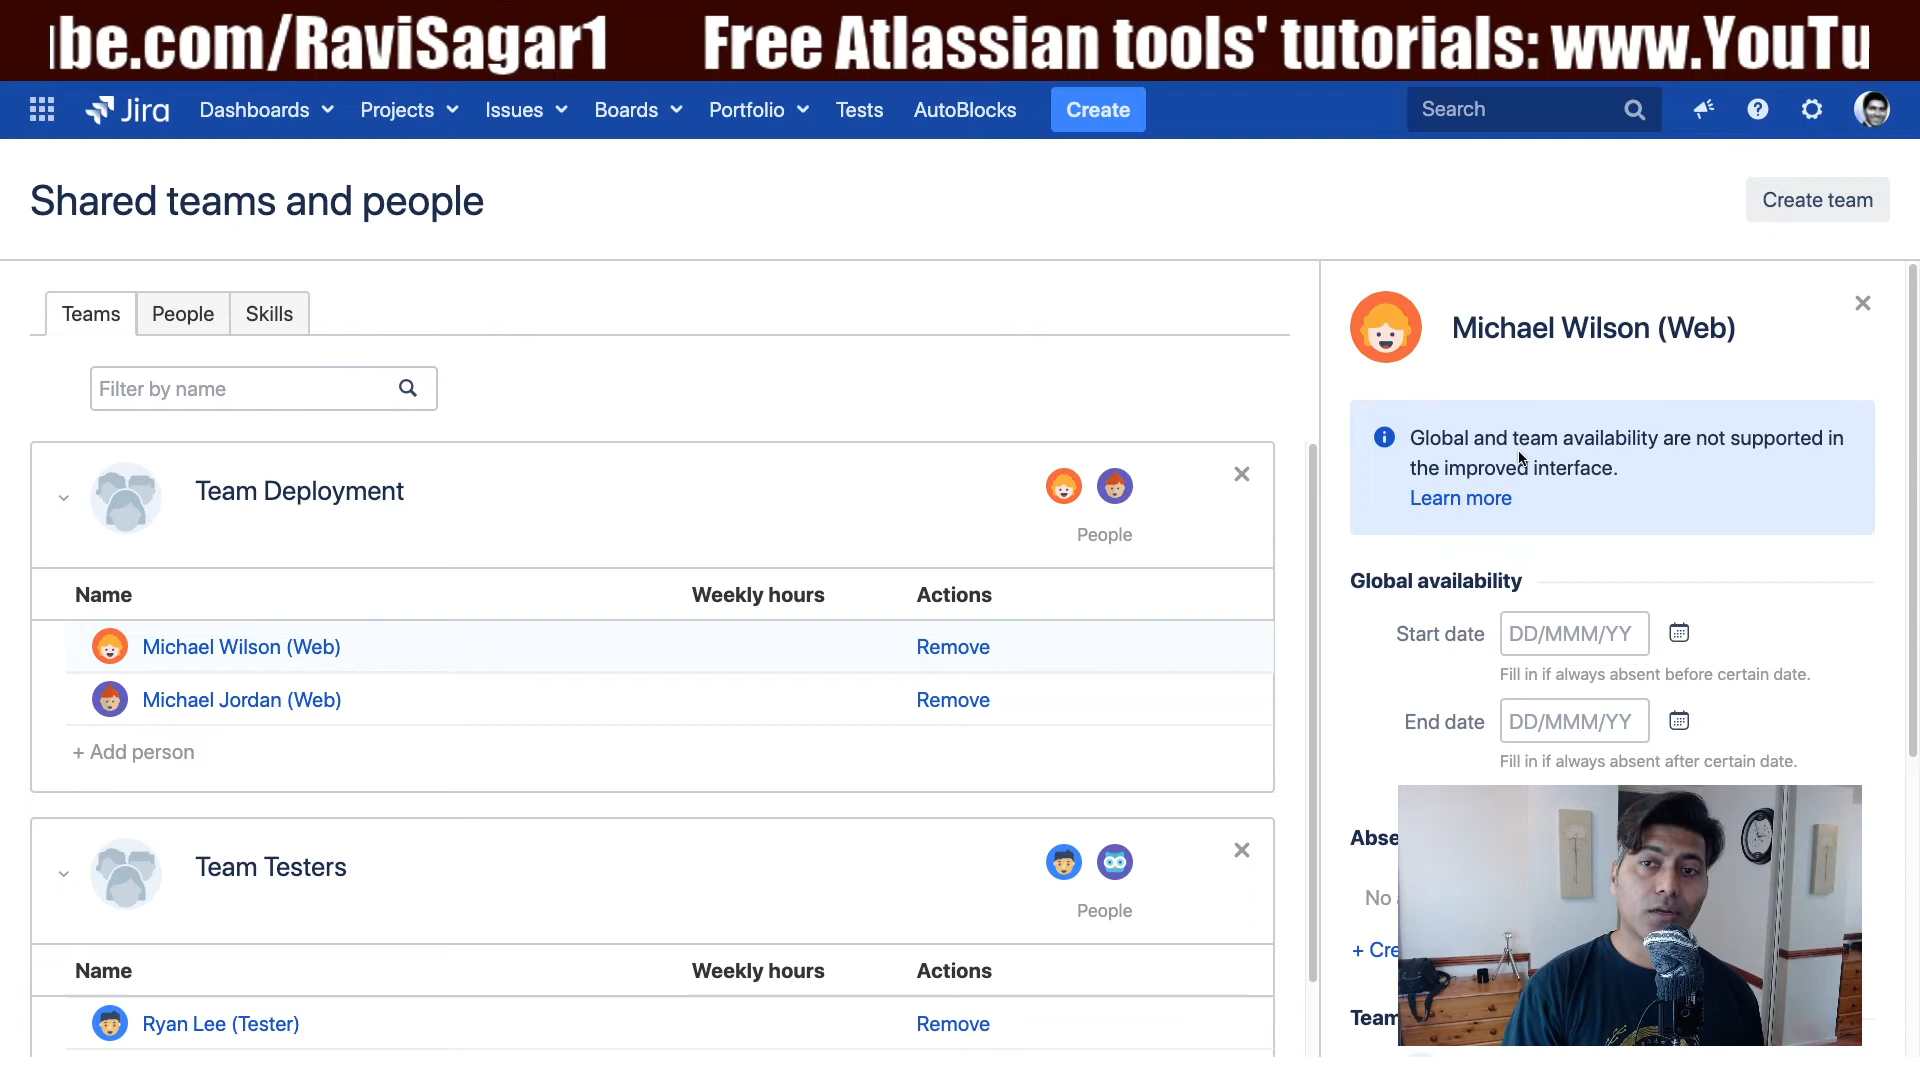 be.com/RaviSagar1 Free Atlassian tools' tutorials: www.YouTu
Jira Dashboards Projects Issues Boards Portfolio Tests AutoBlocks Create Search
Shared teams and people
Create team
Teams People Skills
Filter by name
Team Deployment
People
Name Weekly hours Actions
Michael Wilson (Web) Remove
Michael Jordan (Web) Remove
+ Add person
Team Testers
People
Name Weekly hours Actions
Ryan Lee (Tester) Remove
Michael Wilson (Web)
Global and team availability are not supported in
the improved interface.
Learn more
Global availability
Start date DD/MMM/YY
Fill in if always absent before certain date.
End date DD/MMM/YY
Fill in if always absent after certain date.
Abse
No
+ Cre
Team